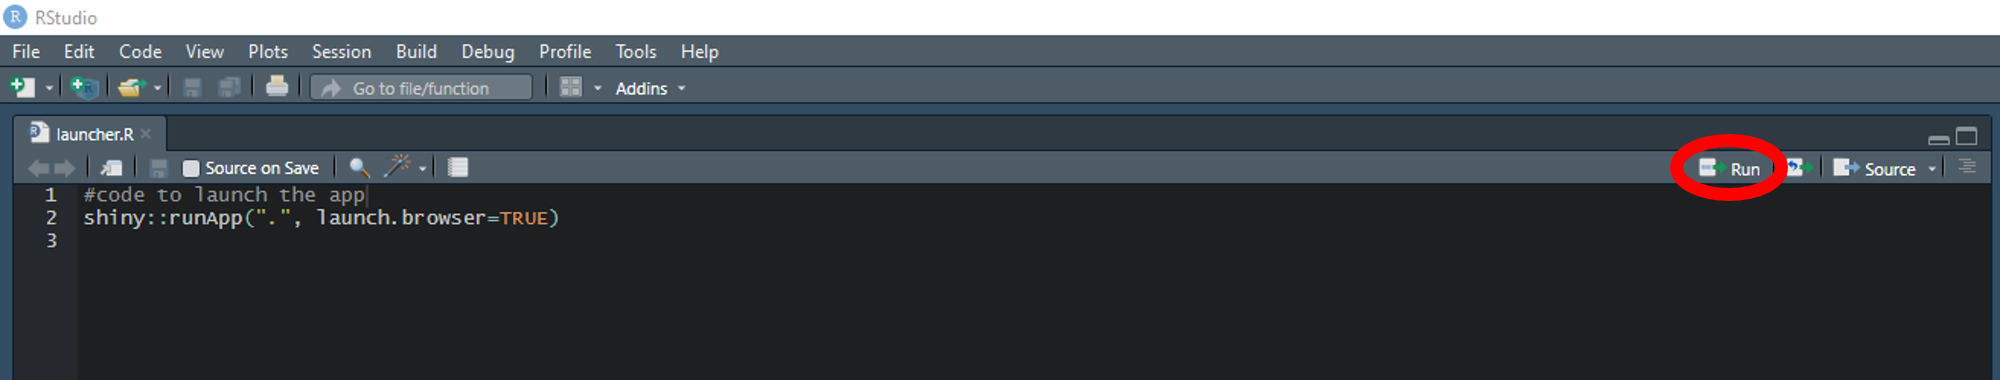 RStudio
File Edit Code View Plots Session Build Debug Profile Tools Help
Go to file/function Addins
launcher.R
Source on Save Run Source
1 #code to launch the app
2 shiny::runApp(".", launch.browser=TRUE)
3